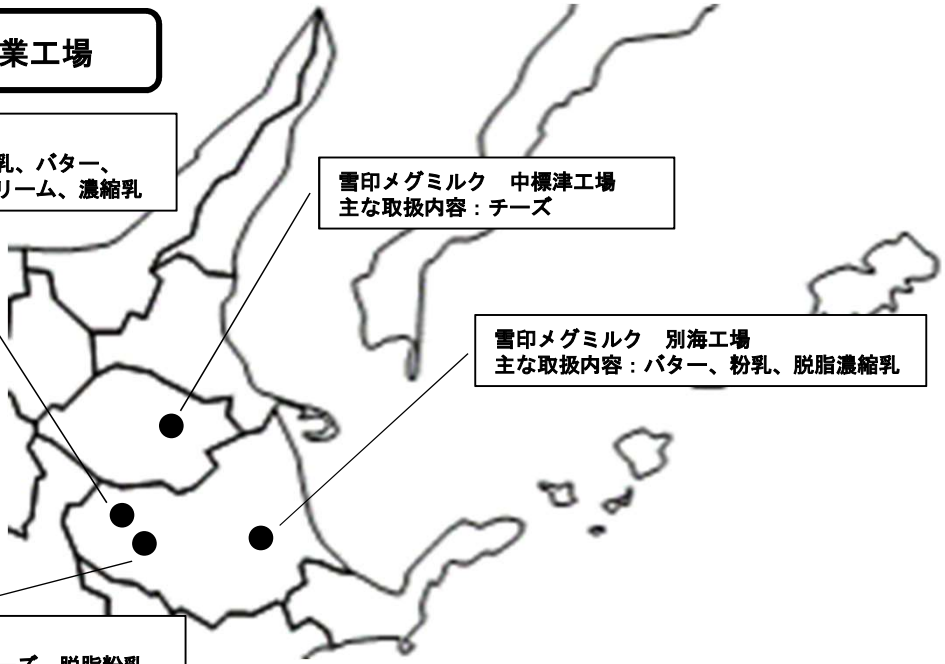 業工場
乳、バター、
リーム、濃縮乳
雪印メグミルク　中標津工場
主な取扱内容：チーズ
雪印メグミルク　別海工場
主な取扱内容：バター、粉乳、脱脂濃縮乳
ーズ、脱脂粉乳